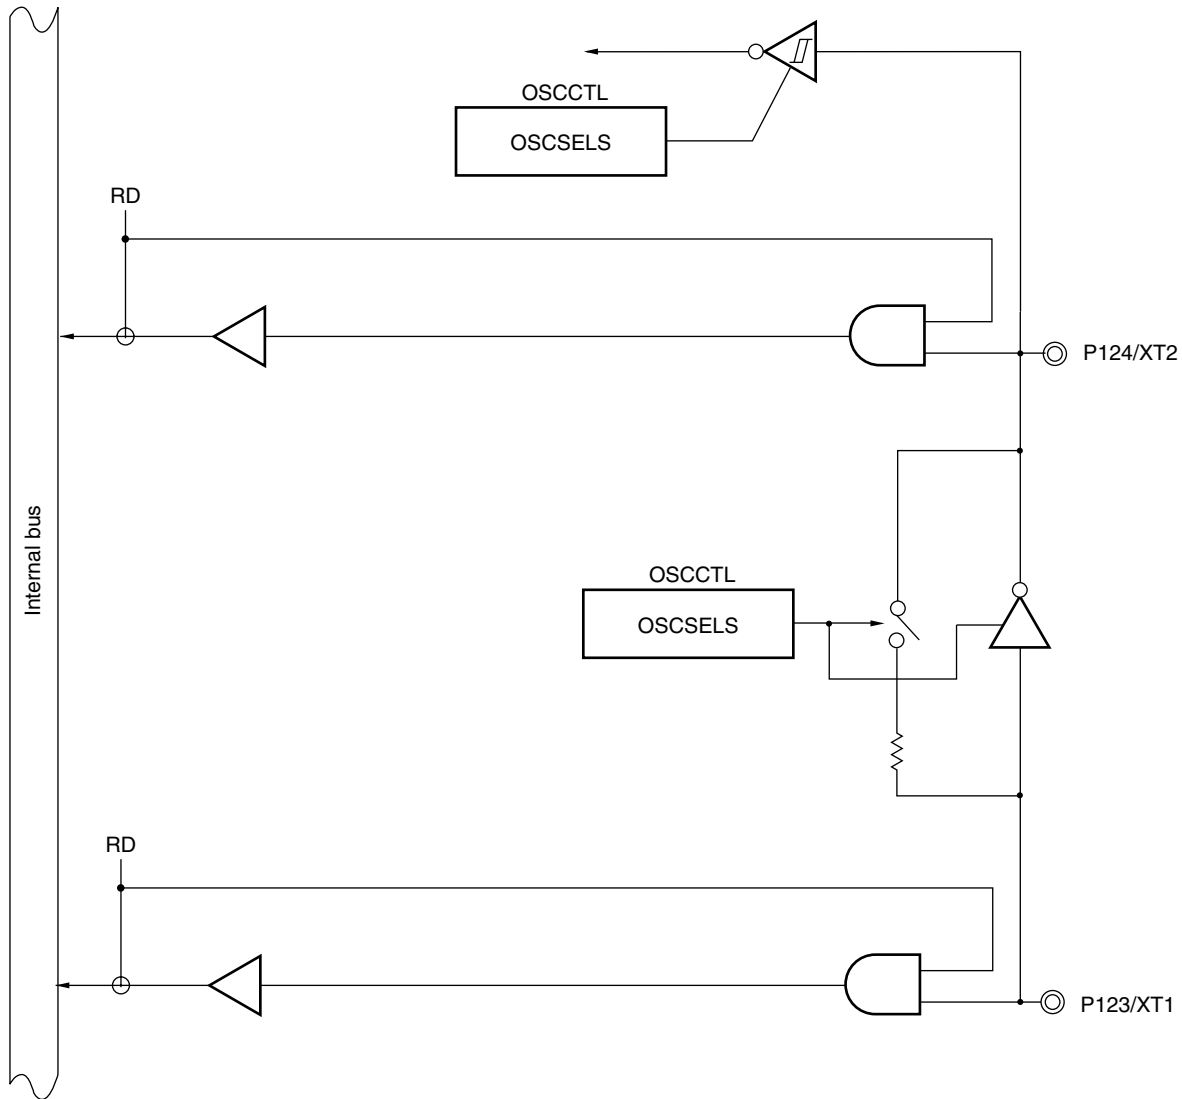 OSCCTL
OSCSELS
RD
P124/XT2
Internal bus
OSCCTL
OSCSELS
RD
P123/XT1